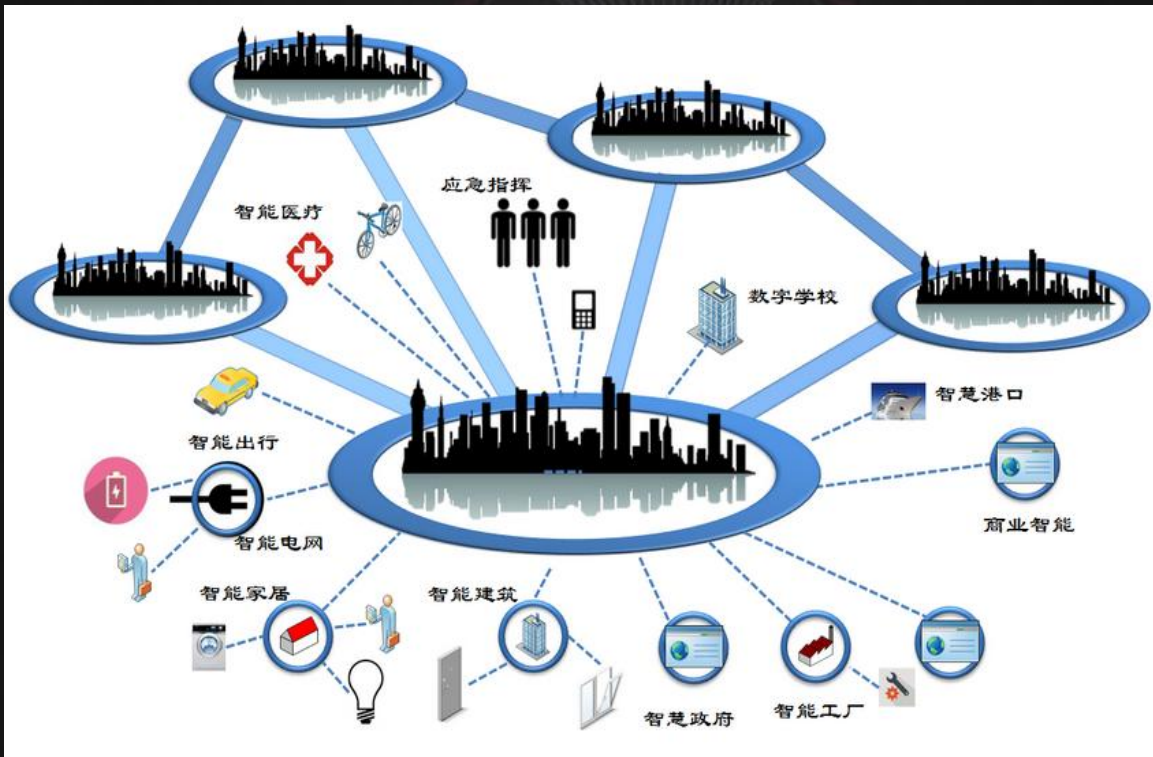 应急指挥
智能医疗
数字学校
智慧港口
智能出行
商业智能
智能电网
智能家居
智能建筑
智慧政府
智能工厂